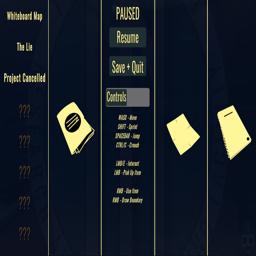 Whiteboard Map
The Lie
Project Cancelled
???
???
???
???
???
PAUSED
Resume
Save + Quit
Controls
WASD - Move
SHIFT - Sprint
SPACEBAR - Jump
CTRL/C - Crouch
LMB/E - Interact
LMB - Pick Up Item
RMB - Use Item
RMB - Draw Boundary